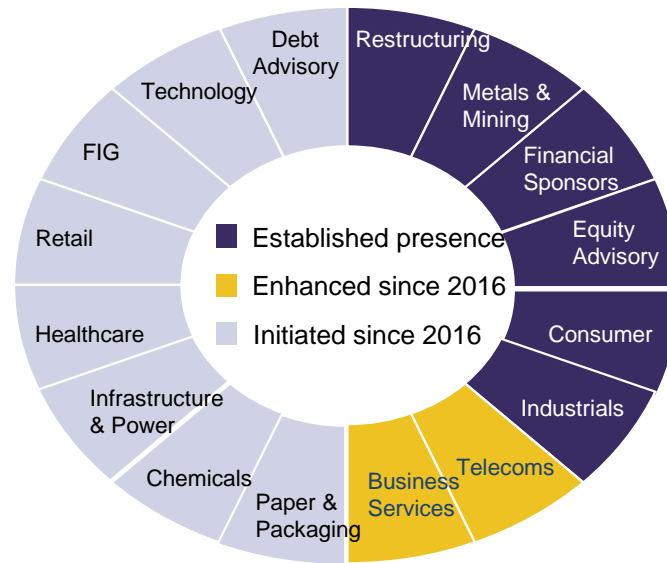 Debt
Advisory
Restructuring
Technology
Metals &
Mining
FIG
Financial
Sponsors
Retail
Established presence
Equity
Advisory
Enhanced since 2016
Healthcare
Initiated since 2016
Consumer
Infrastructure
& Power
Industrials
Chemicals
Telecoms
Paper &
Packaging
Business
Services